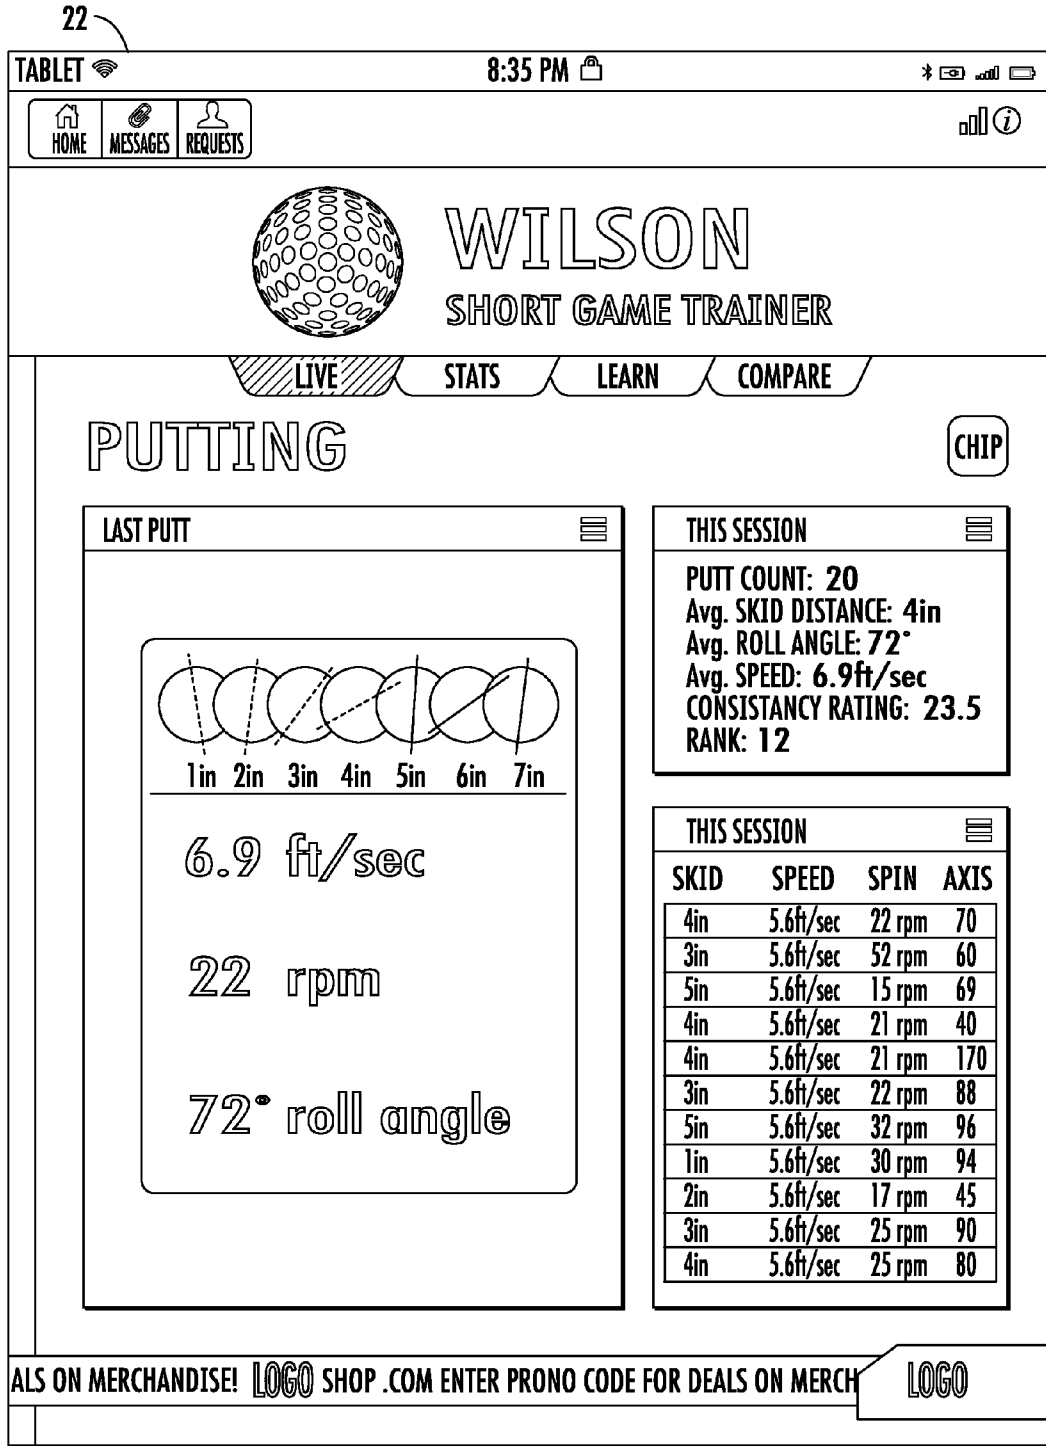 22
TABLET 8:35 PM
HOME MESSAGES REQUESTS
i
WILSON
SHORT GAME TRAINER
LIVE STATS LEARN COMPARE
PUTTING
CHIP
LAST PUTT
1in 2in 3in 4in 5in 6in 7in
6.9 ft/sec
22 rpm
72° roll angle
THIS SESSION
PUTT COUNT: 20
Avg. SKID DISTANCE: 4in
Avg. ROLL ANGLE: 72°
Avg. SPEED: 6.9ft/sec
CONSISTANCY RATING: 23.5
RANK: 12
THIS SESSION
SKID SPEED SPIN AXIS
4in 5.6ft/sec 22 rpm 70
3in 5.6ft/sec 52 rpm 60
5in 5.6ft/sec 15 rpm 69
4in 5.6ft/sec 21 rpm 40
4in 5.6ft/sec 21 rpm 170
3in 5.6ft/sec 22 rpm 88
5in 5.6ft/sec 32 rpm 96
1in 5.6ft/sec 30 rpm 94
2in 5.6ft/sec 17 rpm 45
3in 5.6ft/sec 25 rpm 90
4in 5.6ft/sec 25 rpm 80
ALS ON MERCHANDISE! LOGO SHOP .COM ENTER PRONO CODE FOR DEALS ON MERCH LOGO